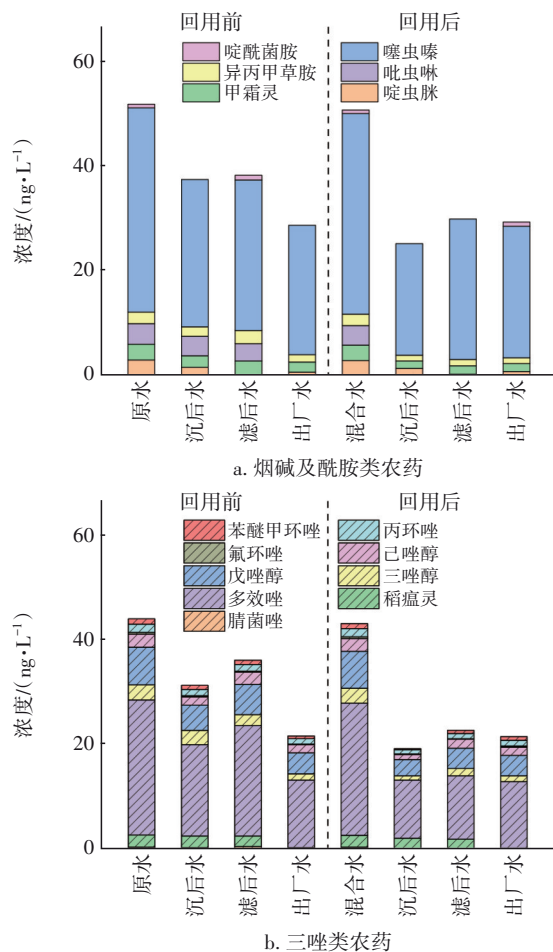 回用前 回用后
60
啶酰菌胺 噻虫嗪
异丙甲草胺 吡虫啉
甲霜灵 啶虫脒
40
浓度/(ng•L⁻¹)
20
0
原水 沉后水 滤后水 出厂水 混合水 沉后水 滤后水 出厂水
a. 烟碱及酰胺类农药
回用前 回用后
60
苯醚甲环唑 丙环唑
氟环唑 己唑醇
戊唑醇 三唑醇
多效唑 稻瘟灵
腈菌唑
40
浓度/(ng•L⁻¹)
20
0
原水 沉后水 滤后水 出厂水 混合水 沉后水 滤后水 出厂水
b. 三唑类农药